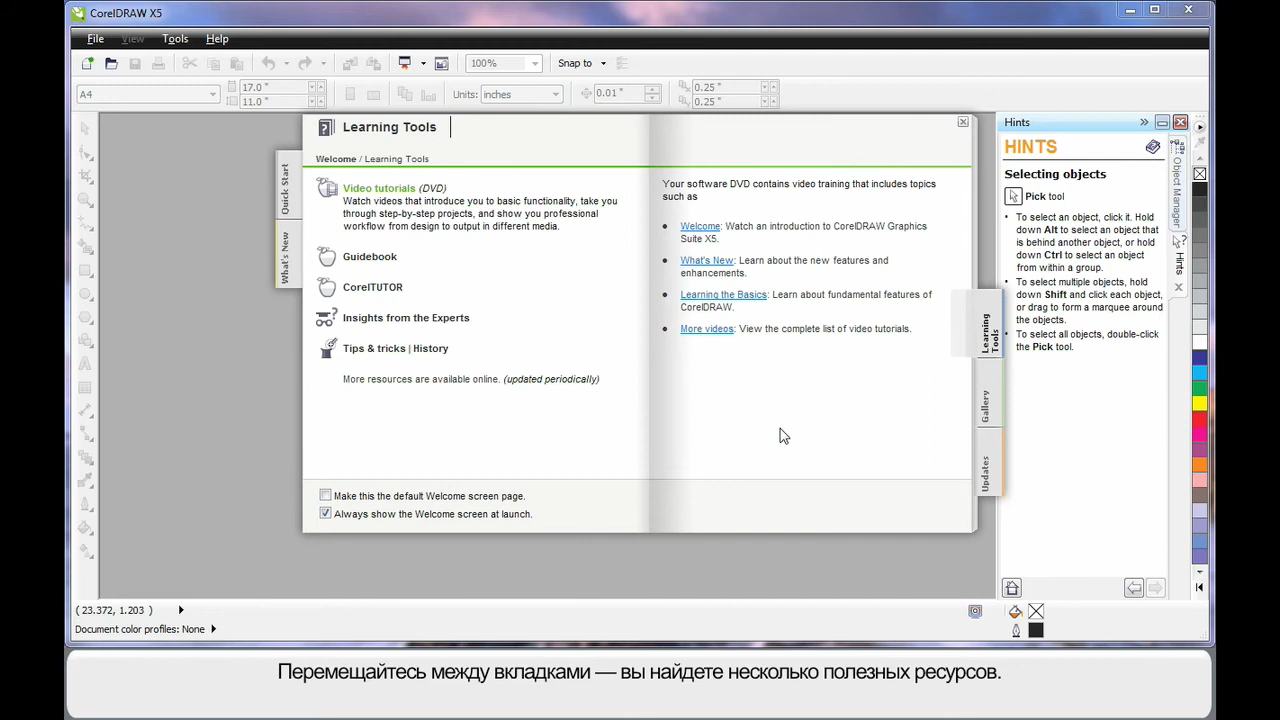 CorelDRAW X5
File View Tools Help
100% Snap to
A4 17.0 " 11.0 " Units: inches 0.01 " 0.25 " 0.25 "
Learning Tools
Welcome / Learning Tools
Quick Start
What's New
Video tutorials (DVD)
Watch videos that introduce you to basic functionality, take you
through step-by-step projects, and show you professional
workflow from design to output in different media.
Guidebook
CorelTUTOR
Insights from the Experts
Tips & tricks | History
More resources are available online. (updated periodically)
Make this the default Welcome screen page.
Always show the Welcome screen at launch.
Your software DVD contains video training that includes topics
such as
• Welcome: Watch an introduction to CorelDRAW Graphics
Suite X5.
• What's New: Learn about the new features and
enhancements.
• Learning the Basics: Learn about fundamental features of
CorelDRAW.
• More videos: View the complete list of video tutorials.
Learning
Tools
Gallery
Updates
Hints
HINTS
Selecting objects
Pick tool
• To select an object, click it. Hold
down Alt to select an object that
is behind another object, or hold
down Ctrl to select an object
from within a group.
• To select multiple objects, hold
down Shift and click each object,
or drag to form a marquee around
the objects.
• To select all objects, double-click
the Pick tool.
Object Manager
Hints
( 23.372, 1.203 )
Document color profiles: None
Перемещайтесь между вкладками — вы найдете несколько полезных ресурсов.